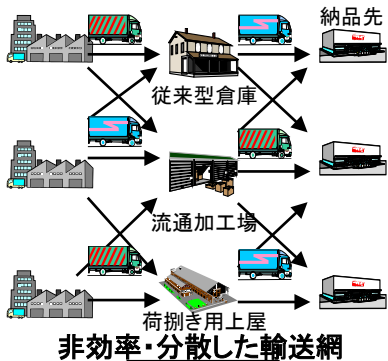 納品先
従来型倉庫
流通加工場
荷捌き用上屋
非効率・分散した輸送網